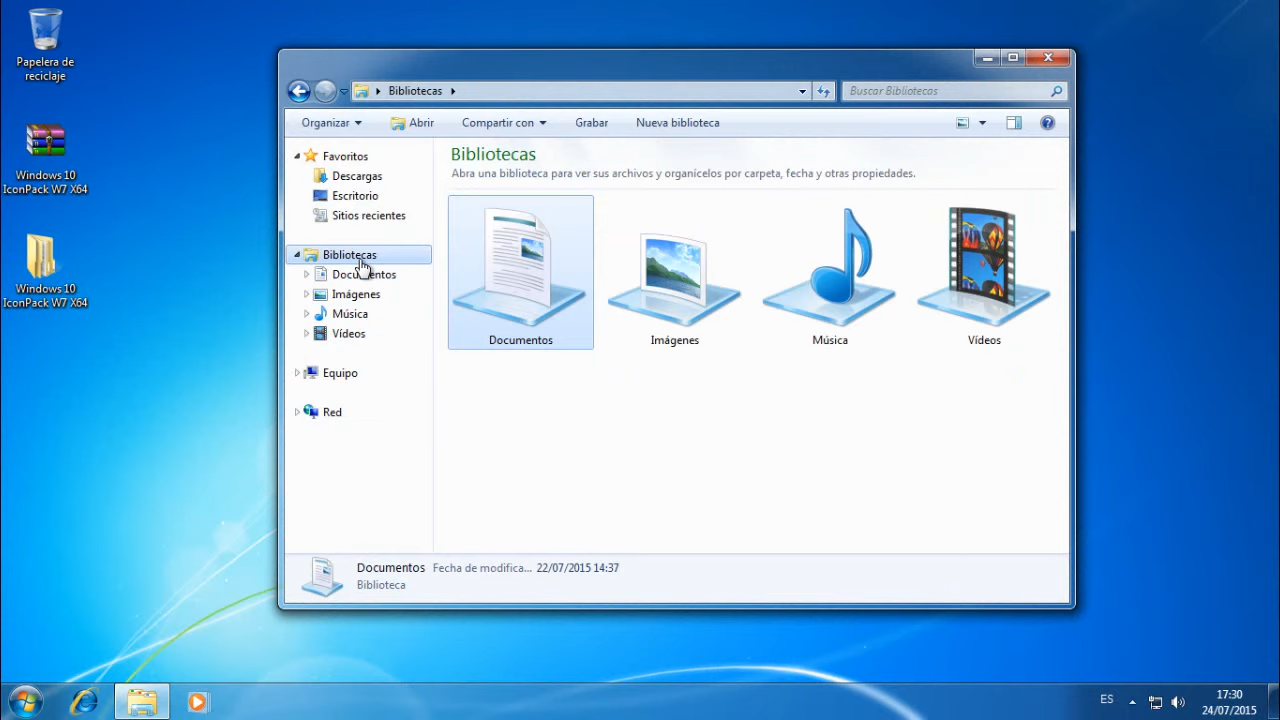 Papelera de
reciclaje
Windows 10
IconPack W7 X64
Windows 10
IconPack W7 X64
Bibliotecas
Buscar Bibliotecas
Organizar
Abrir
Compartir con
Grabar
Nueva biblioteca
Favoritos
Descargas
Escritorio
Sitios recientes
Bibliotecas
Documentos
Imágenes
Música
Vídeos
Equipo
Red
Bibliotecas
Abra una biblioteca para ver sus archivos y organícelos por carpeta, fecha y otras propiedades.
Documentos
Imágenes
Música
Vídeos
Documentos Fecha de modifica... 22/07/2015 14:37
Biblioteca
ES
17:30
24/07/2015